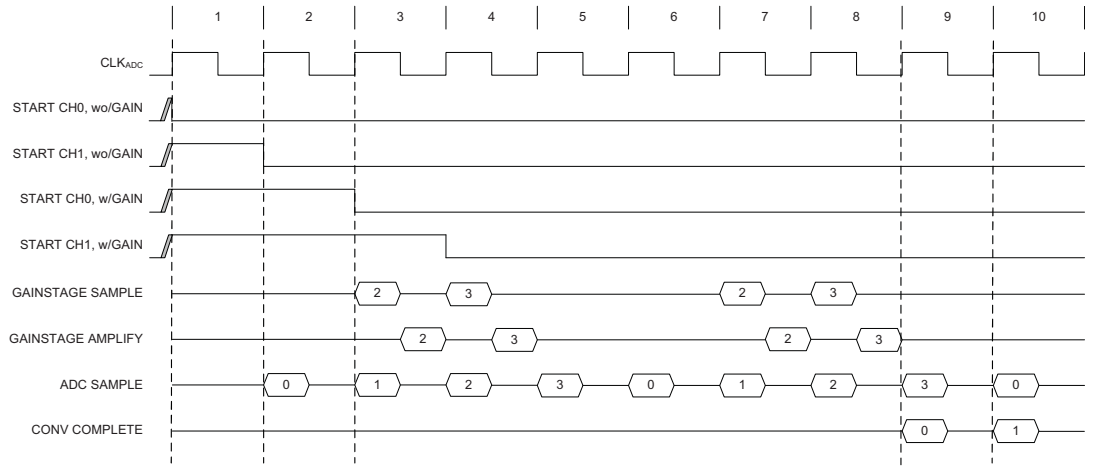 1 2 3 4 5 6 7 8 9 10
CLKADC
START CH0, wo/GAIN
START CH1, wo/GAIN
START CH0, w/GAIN
START CH1, w/GAIN
GAINSTAGE SAMPLE 2 3 2 3
GAINSTAGE AMPLIFY 2 3 2 3
ADC SAMPLE 0 1 2 3 0 1 2 3 0
CONV COMPLETE 0 1